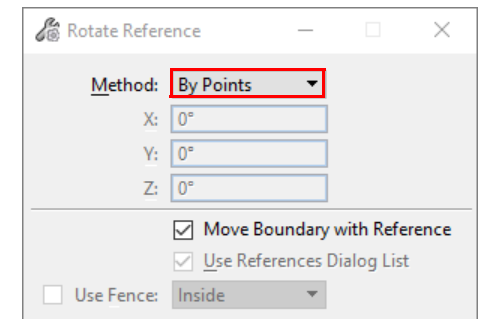 Rotate Reference
Method: By Points
X: 0°
Y: 0°
Z: 0°
Move Boundary with Reference
Use References Dialog List
Use Fence: Inside